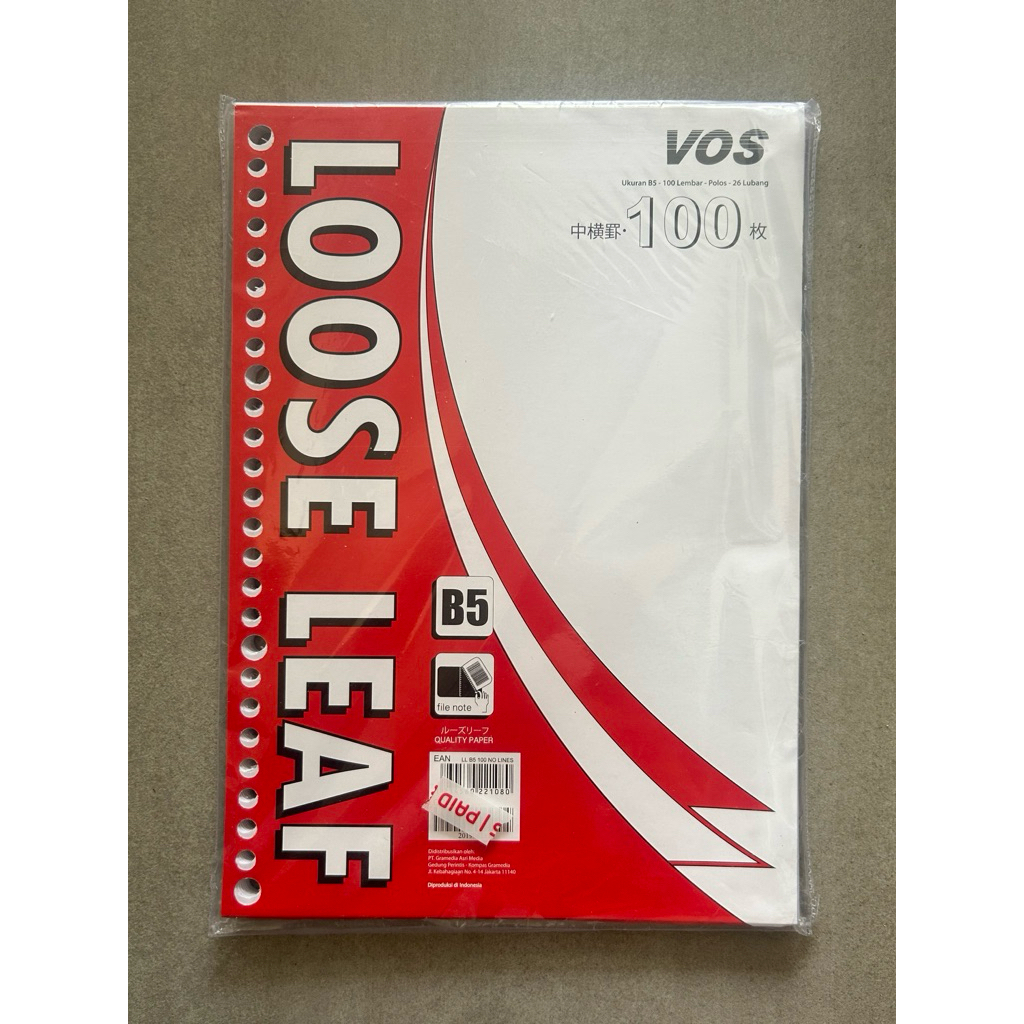 LOOSE LEAF
VOS
Ukuran B5 - 100 Lembar - Polos - 26 Lubang
中横罫・100枚
B5
file note
ルーズリーフ
QUALITY PAPER
EAN LL B5 100 NO LINES
221080
PAID
Didistribusikan oleh:
PT. Gramedia Asri Media
Gedung Perintis - Kompas Gramedia
Jl. Kebahagiaan No. 4-14 Jakarta 11140
Diproduksi di Indonesia